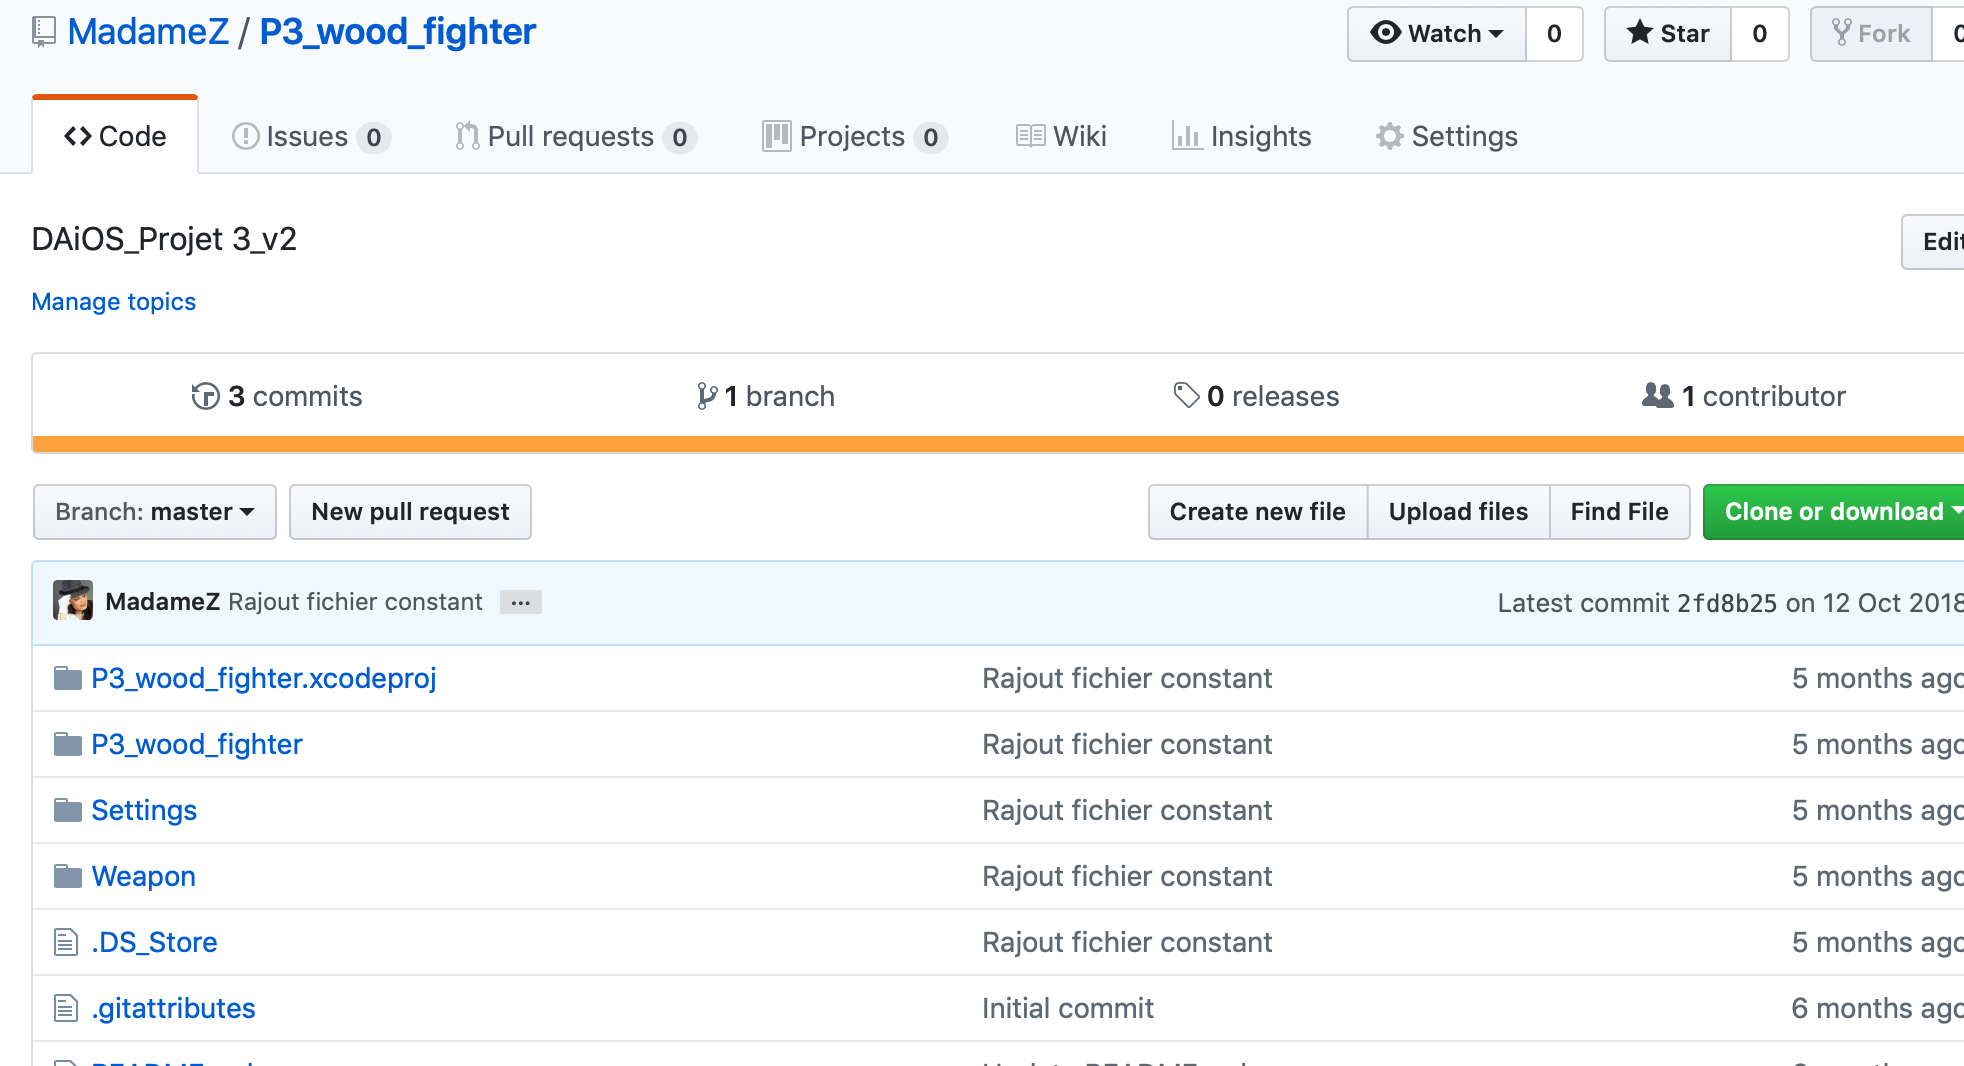 MadameZ / P3_wood_fighter
Watch 0 Star 0 Fork
Code Issues 0 Pull requests 0 Projects 0 Wiki Insights Settings
DAiOS_Projet 3_v2
Edit
Manage topics
3 commits 1 branch 0 releases 1 contributor
Branch: master New pull request Create new file Upload files Find File Clone or download
MadameZ Rajout fichier constant ... Latest commit 2fd8b25 on 12 Oct 2018
P3_wood_fighter.xcodeproj Rajout fichier constant 5 months ago
P3_wood_fighter Rajout fichier constant 5 months ago
Settings Rajout fichier constant 5 months ago
Weapon Rajout fichier constant 5 months ago
.DS_Store Rajout fichier constant 5 months ago
.gitattributes Initial commit 6 months ago